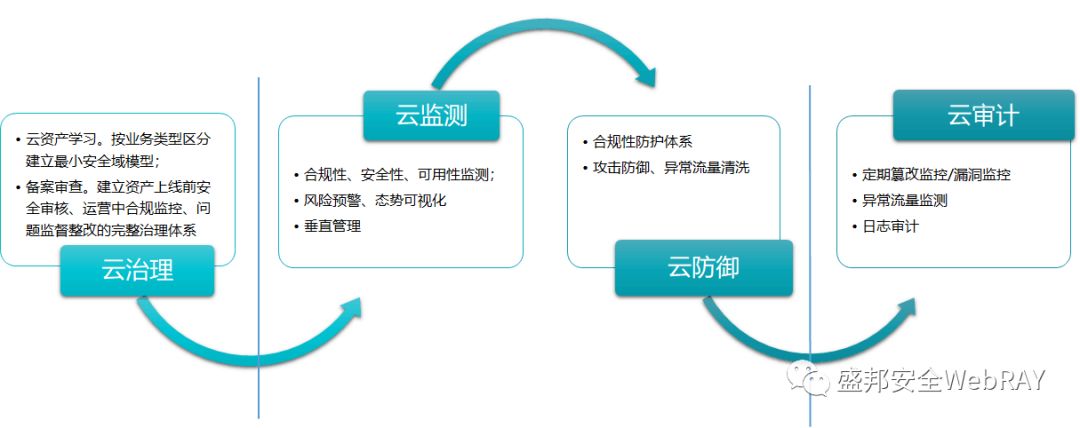 • 云资产学习。按业务类型区分
建立最小安全域模型；
• 备案审查。建立资产上线前安
全审核、运营中合规监控、问
题监督整改的完整治理体系
云治理
云监测
• 合规性、安全性、可用性监测；
• 风险预警、态势可视化
• 垂直管理
• 合规性防护体系
• 攻击防御、异常流量清洗
云防御
云审计
• 定期篡改监控/漏洞监控
• 异常流量监测
• 日志审计
盛邦安全WebRAY